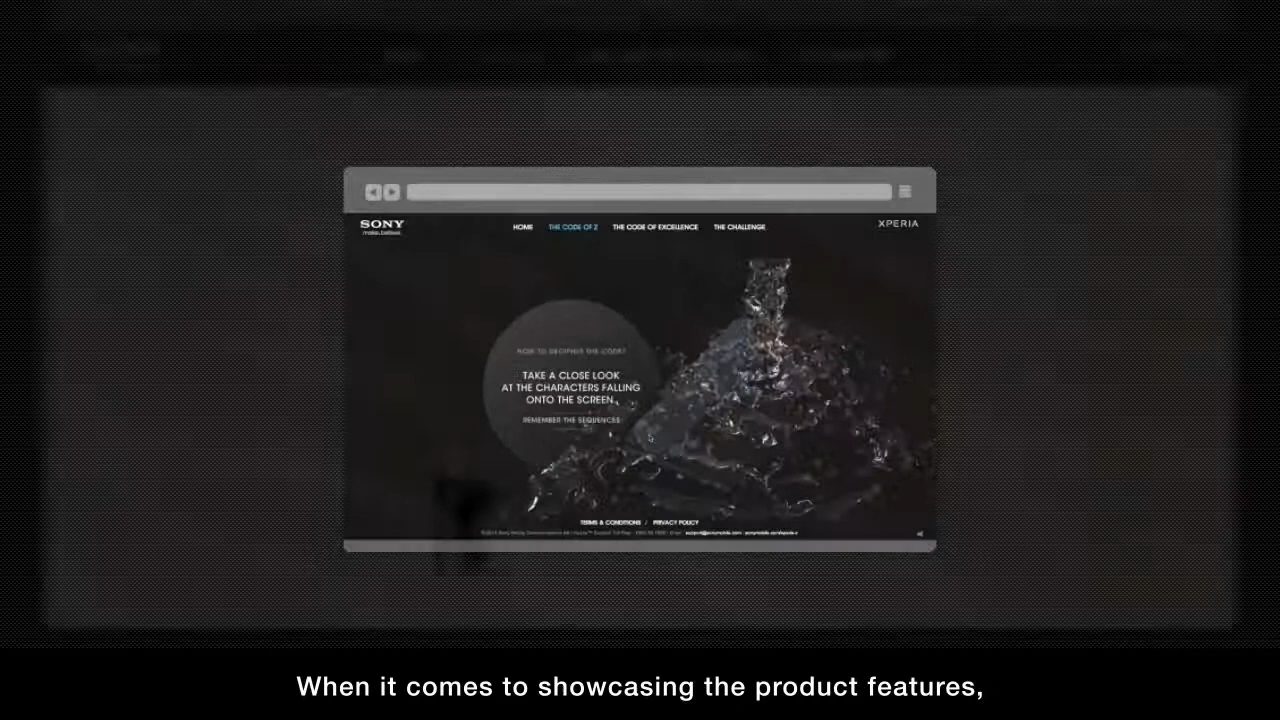 SONY
make.believe
HOME THE CODE OF Z THE CODE OF EXCELLENCE THE CHALLENGE
XPERIA
HOW TO DECIPHER THE CODE?
TAKE A CLOSE LOOK
AT THE CHARACTERS FALLING
ONTO THE SCREEN.
REMEMBER THE SEQUENCES
TERMS & CONDITIONS / PRIVACY POLICY
When it comes to showcasing the product features,